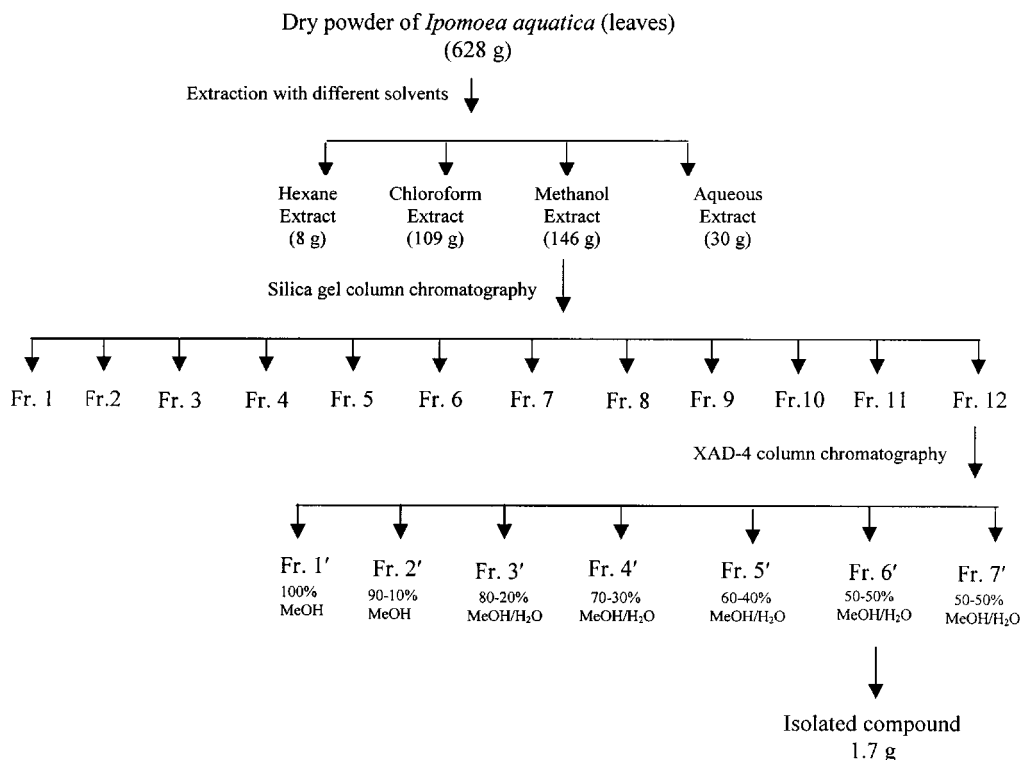 Dry powder of Ipomoea aquatica (leaves)
(628 g)
Extraction with different solvents
Hexane
Extract
(8 g)
Chloroform
Extract
(109 g)
Methanol
Extract
(146 g)
Aqueous
Extract
(30 g)
Silica gel column chromatography
Fr. 1
Fr.2
Fr. 3
Fr. 4
Fr. 5
Fr. 6
Fr. 7
Fr. 8
Fr. 9
Fr.10
Fr. 11
Fr. 12
XAD-4 column chromatography
Fr. 1′
100%
MeOH
Fr. 2′
90-10%
MeOH
Fr. 3′
80-20%
MeOH/H₂O
Fr. 4′
70-30%
MeOH/H₂O
Fr. 5′
60-40%
MeOH/H₂O
Fr. 6′
50-50%
MeOH/H₂O
Fr. 7′
50-50%
MeOH/H₂O
Isolated compound
1.7 g